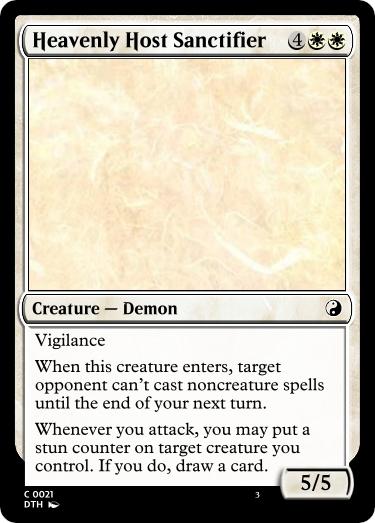 Heavenly Host Sanctifier 4
Creature — Demon
Vigilance
When this creature enters, target
opponent can't cast noncreature spells
until the end of your next turn.
Whenever you attack, you may put a
stun counter on target creature you
control. If you do, draw a card.
5/5
C 0021 3
DTH